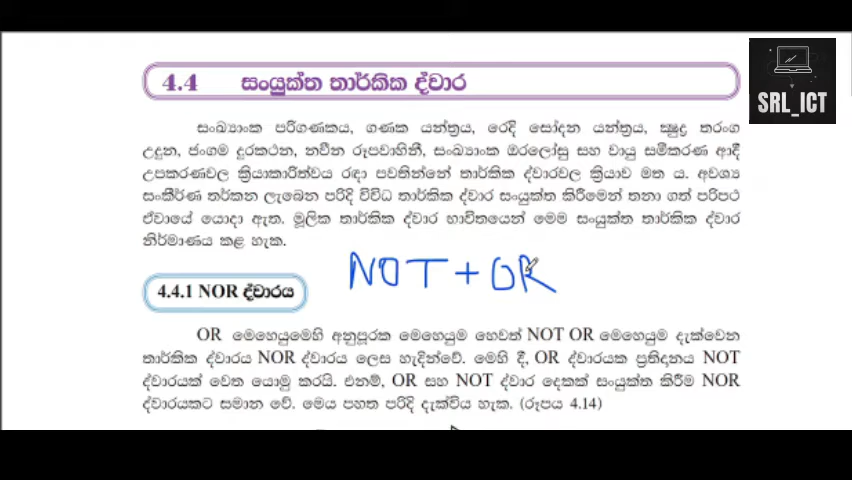 SRL_ICT
4.4 සංයුක්ත තාර්කික ද්වාර
සංඛ්‍යාංක පරිගණකය, ගණක යන්ත්‍රය, රෙදි සෝදන යන්ත්‍රය, ක්ෂුද්‍ර තරංග
උදුන, ජංගම දුරකථන, නවීන රූපවාහිනී, සංඛ්‍යාංක ඔරලෝසු සහ වායු සමීකරණ ආදී
උපකරණවල ක්‍රියාකාරිත්වය රඳා පවතින්නේ තාර්කික ද්වාරවල ක්‍රියාව මත ය. අවශ්‍ය
සංකීර්ණ තර්කන ලැබෙන පරිදි විවිධ තාර්කික ද්වාර සංයුක්ත කිරීමෙන් තනා ගත් පරිපථ
ඒවායේ යොදා ඇත. මූලික තාර්කික ද්වාර භාවිතයෙන් මෙම සංයුක්ත තාර්කික ද්වාර
නිර්මාණය කළ හැක.
NOT + OR
4.4.1 NOR ද්වාරය
OR මෙහෙයුමෙහි අනුපූරක මෙහෙයුම හෙවත් NOT OR මෙහෙයුම දැක්වෙන
තාර්කික ද්වාරය NOR ද්වාරය ලෙස හැඳින්වේ. මෙහි දී, OR ද්වාරයක ප්‍රතිදානය NOT
ද්වාරයක් වෙත යොමු කරයි. එනම්, OR සහ NOT ද්වාර දෙකක් සංයුක්ත කිරීම NOR
ද්වාරයකට සමාන වේ. මෙය පහත පරිදි දැක්විය හැක. (රූපය 4.14)